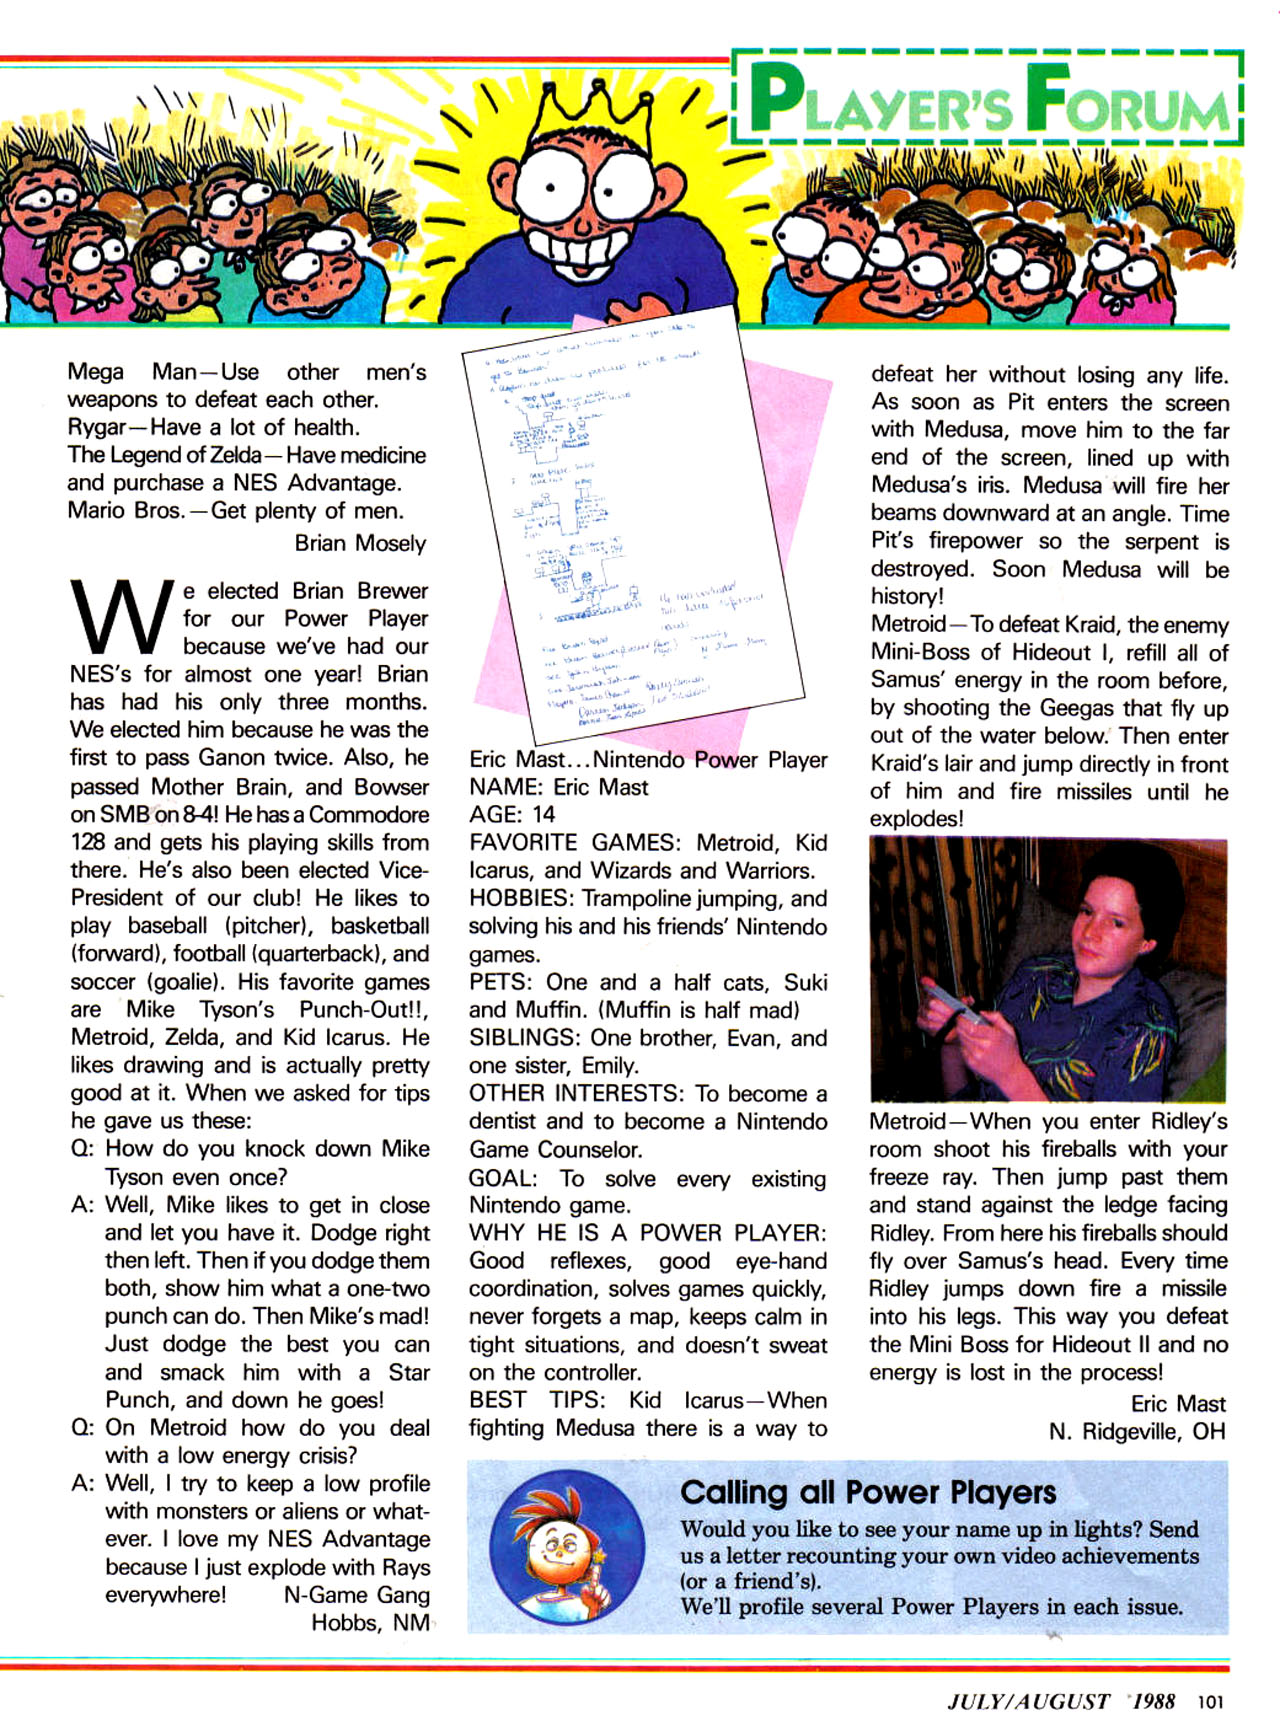 PLAYER'S FORUM
Mega Man—Use other men's
weapons to defeat each other.
Rygar—Have a lot of health.
The Legend of Zelda—Have medicine
and purchase a NES Advantage.
Mario Bros.—Get plenty of men.
Brian Mosely
We elected Brian Brewer
for our Power Player
because we've had our
NES's for almost one year! Brian
has had his only three months.
We elected him because he was the
first to pass Ganon twice. Also, he
passed Mother Brain, and Bowser
on SMB on 8-4! He has a Commodore
128 and gets his playing skills from
there. He's also been elected Vice-
President of our club! He likes to
play baseball (pitcher), basketball
(forward), football (quarterback), and
soccer (goalie). His favorite games
are Mike Tyson's Punch-Out!!,
Metroid, Zelda, and Kid Icarus. He
likes drawing and is actually pretty
good at it. When we asked for tips
he gave us these:
Q: How do you knock down Mike
Tyson even once?
A: Well, Mike likes to get in close
and let you have it. Dodge right
then left. Then if you dodge them
both, show him what a one-two
punch can do. Then Mike's mad!
Just dodge the best you can
and smack him with a Star
Punch, and down he goes!
Q: On Metroid how do you deal
with a low energy crisis?
A: Well, I try to keep a low profile
with monsters or aliens or what-
ever. I love my NES Advantage
because I just explode with Rays
everywhere! N-Game Gang
Hobbs, NM
Eric Mast...Nintendo Power Player
NAME: Eric Mast
AGE: 14
FAVORITE GAMES: Metroid, Kid
Icarus, and Wizards and Warriors.
HOBBIES: Trampoline jumping, and
solving his and his friends' Nintendo
games.
PETS: One and a half cats, Suki
and Muffin. (Muffin is half mad)
SIBLINGS: One brother, Evan, and
one sister, Emily.
OTHER INTERESTS: To become a
dentist and to become a Nintendo
Game Counselor.
GOAL: To solve every existing
Nintendo game.
WHY HE IS A POWER PLAYER:
Good reflexes, good eye-hand
coordination, solves games quickly,
never forgets a map, keeps calm in
tight situations, and doesn't sweat
on the controller.
BEST TIPS: Kid Icarus—When
fighting Medusa there is a way to
defeat her without losing any life.
As soon as Pit enters the screen
with Medusa, move him to the far
end of the screen, lined up with
Medusa's iris. Medusa will fire her
beams downward at an angle. Time
Pit's firepower so the serpent is
destroyed. Soon Medusa will be
history!
Metroid—To defeat Kraid, the enemy
Mini-Boss of Hideout I, refill all of
Samus' energy in the room before,
by shooting the Geegas that fly up
out of the water below. Then enter
Kraid's lair and jump directly in front
of him and fire missiles until he
explodes!
Metroid—When you enter Ridley's
room shoot his fireballs with your
freeze ray. Then jump past them
and stand against the ledge facing
Ridley. From here his fireballs should
fly over Samus's head. Every time
Ridley jumps down fire a missile
into his legs. This way you defeat
the Mini Boss for Hideout II and no
energy is lost in the process!
Eric Mast
N. Ridgeville, OH
Calling all Power Players
Would you like to see your name up in lights? Send
us a letter recounting your own video achievements
(or a friend's).
We'll profile several Power Players in each issue.
JULY/AUGUST 1988 101